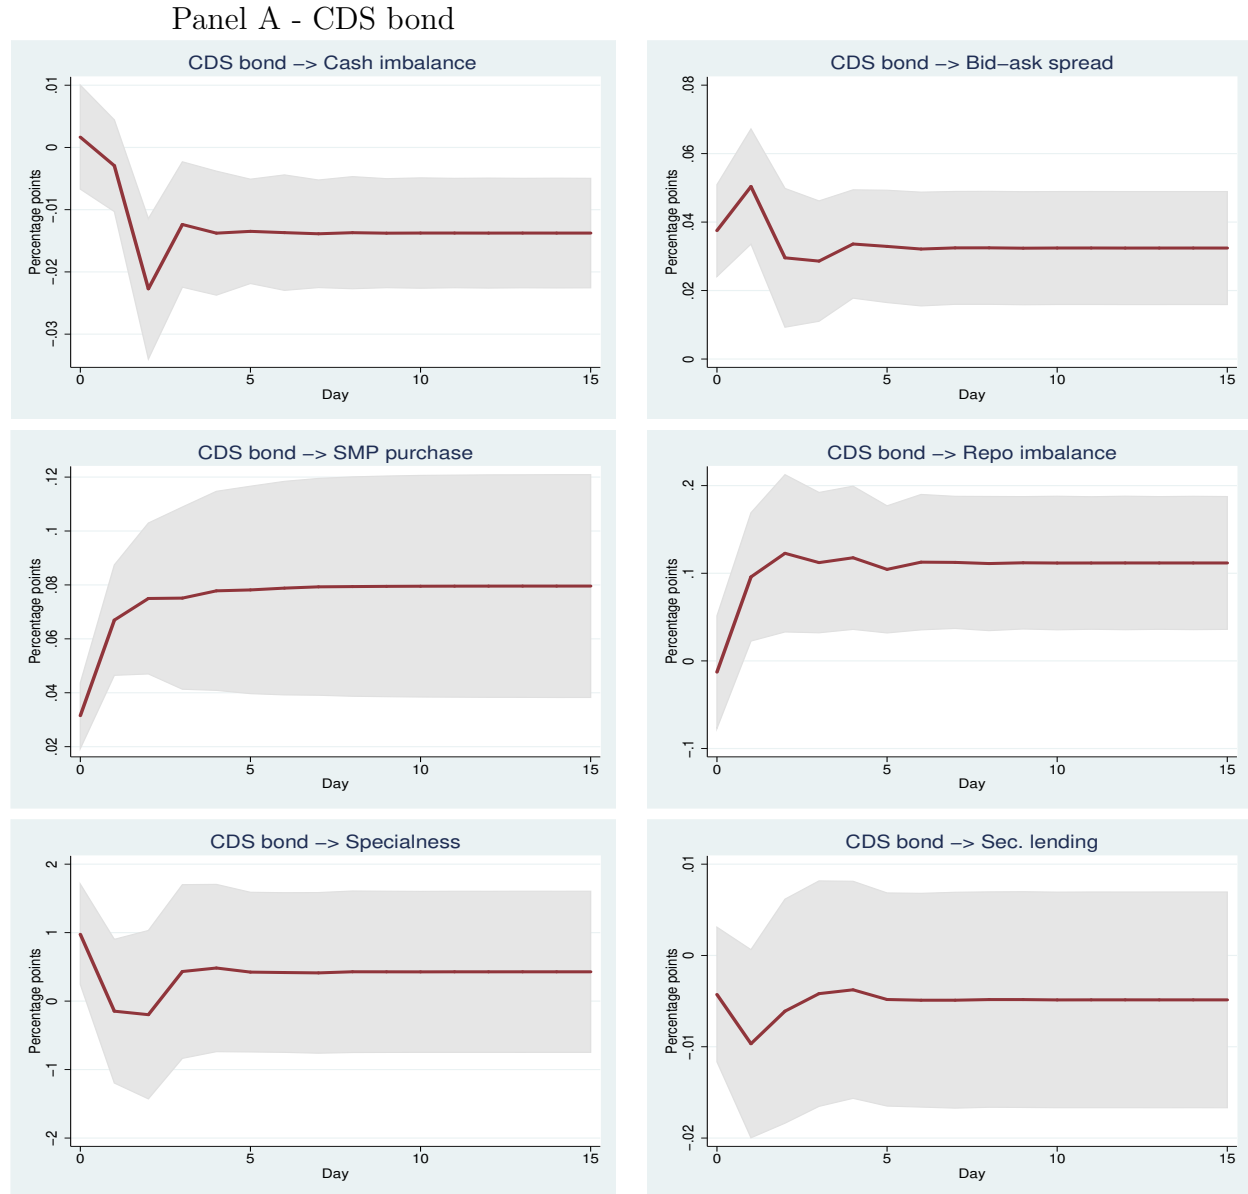 Panel A - CDS bond
CDS bond −> Cash imbalance
Percentage points
.01
0
−.01
−.02
−.03
0 5 10 15
Day
CDS bond −> Bid−ask spread
Percentage points
.08
.06
.04
.02
0
0 5 10 15
Day
CDS bond −> SMP purchase
Percentage points
.12
.1
.08
.06
.04
.02
0 5 10 15
Day
CDS bond −> Repo imbalance
Percentage points
.2
.1
0
−.1
0 5 10 15
Day
CDS bond −> Specialness
Percentage points
2
1
0
−1
−2
0 5 10 15
Day
CDS bond −> Sec. lending
Percentage points
.01
0
−.01
−.02
0 5 10 15
Day